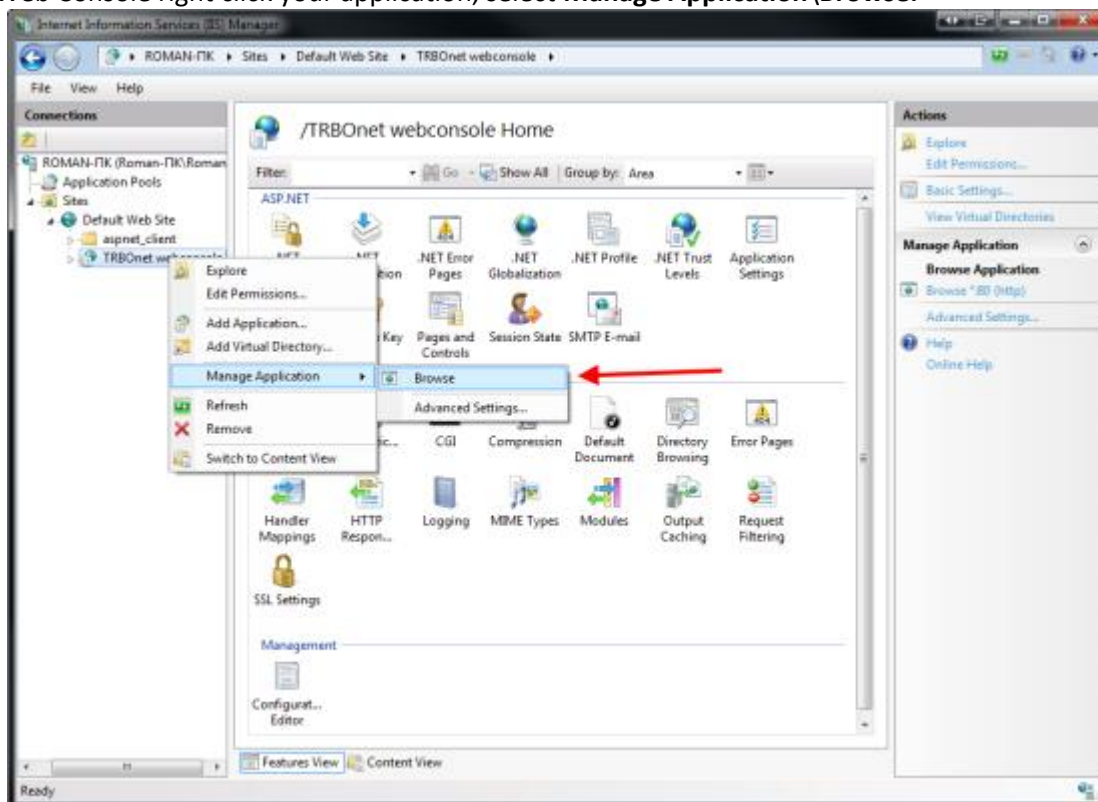 eb Console right click your application, select Manage Application\Browse.
Internet Information Services (IIS) Manager
ROMAN-ПК Sites Default Web Site TRBOnet webconsole
File View Help
Connections
ROMAN-ПК (Roman-ПК\Roman
Application Pools
Sites
Default Web Site
aspnet_client
TRBOnet webconsole
Explore
Edit Permissions...
Add Application...
Add Virtual Directory...
Manage Application
Refresh
Remove
Switch to Content View
Browse
Advanced Settings...
/TRBOnet webconsole Home
Filter: Go Show All Group by: Area
ASP.NET
.NET Error Pages
.NET Globalization
.NET Profile
.NET Trust Levels
Application Settings
Key
Pages and Controls
Session State
SMTP E-mail
CGI
Compression
Default Document
Directory Browsing
Error Pages
Handler Mappings
HTTP Respon...
Logging
MIME Types
Modules
Output Caching
Request Filtering
SSL Settings
Management
Configurat... Editor
Features View Content View
Actions
Explore
Edit Permissions...
Basic Settings...
View Virtual Directories
Manage Application
Browse Application
Browse *:80 (http)
Advanced Settings...
Help
Online Help
Ready